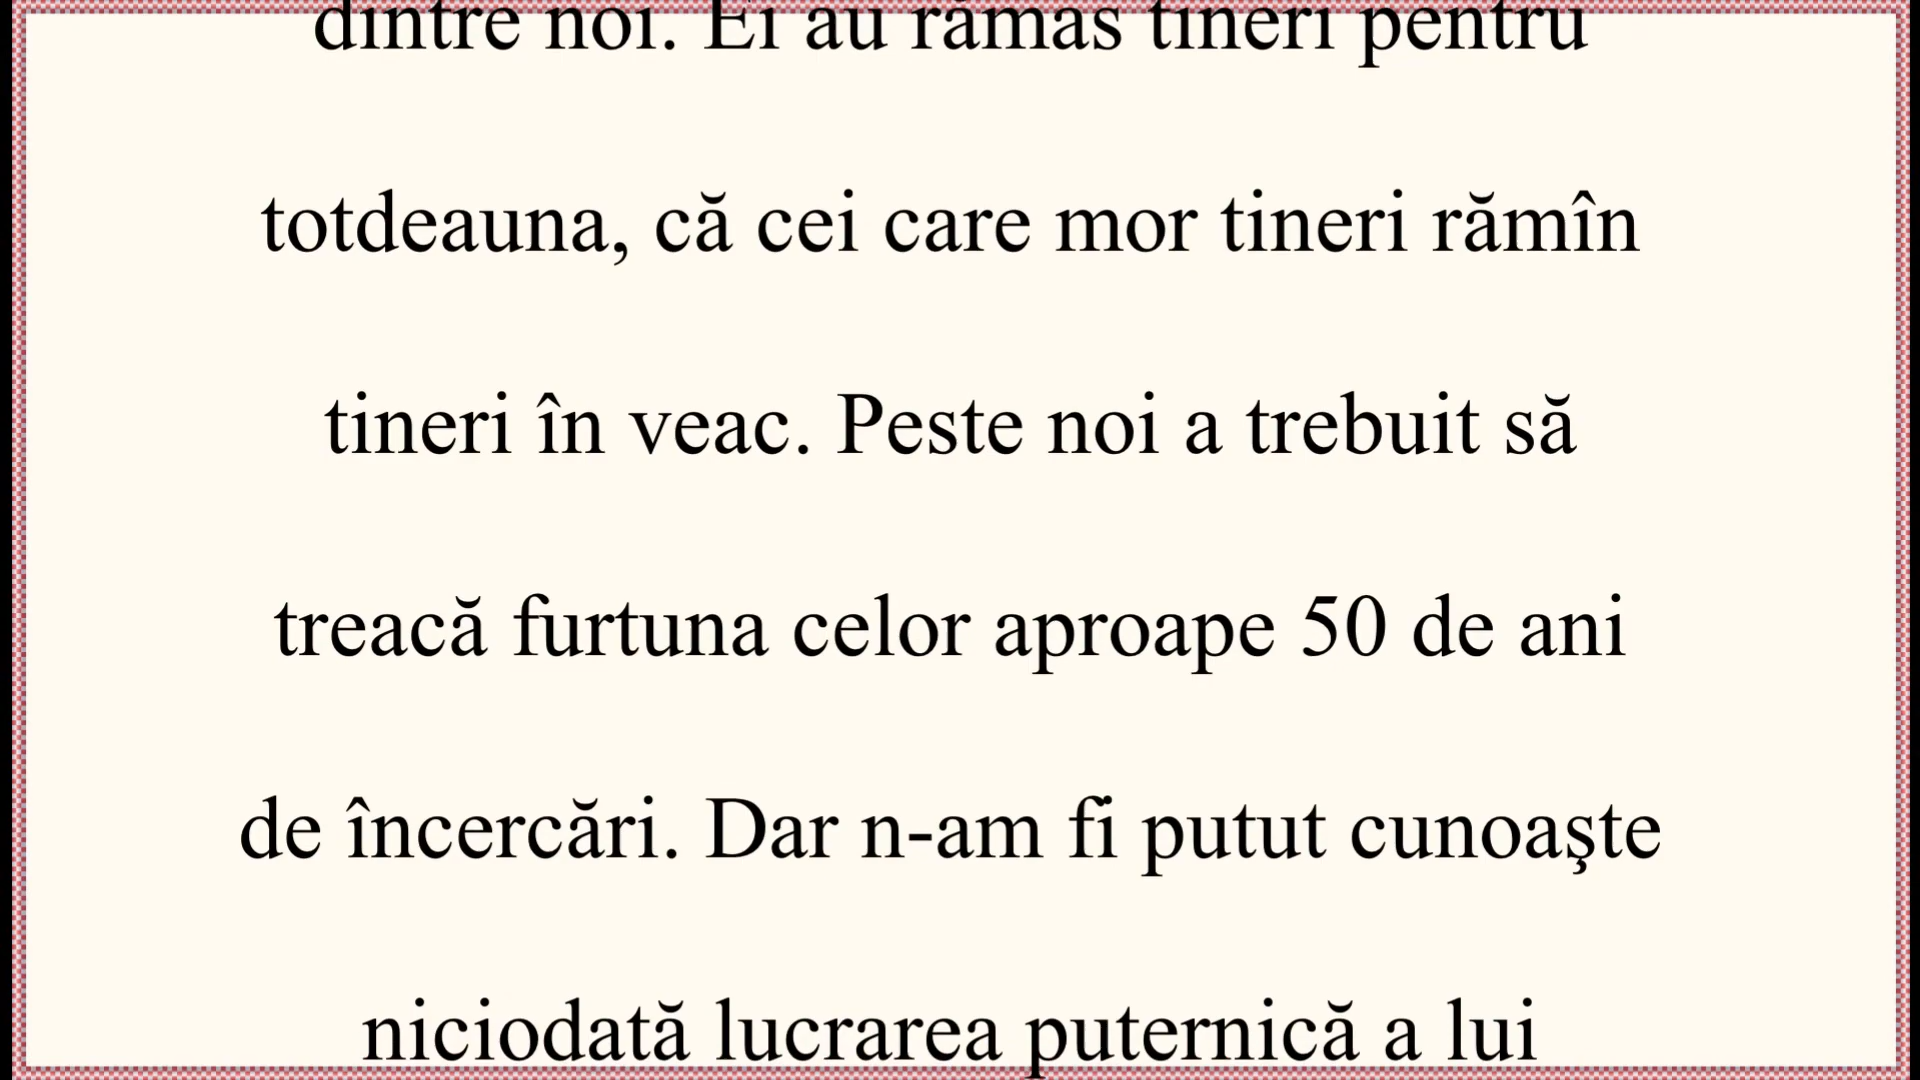 dintre noi. Ei au rămas tineri pentru
totdeauna, că cei care mor tineri rămîn
tineri în veac. Peste noi a trebuit să
treacă furtuna celor aproape 50 de ani
de încercări. Dar n-am fi putut cunoaşte
niciodată lucrarea puternică a lui